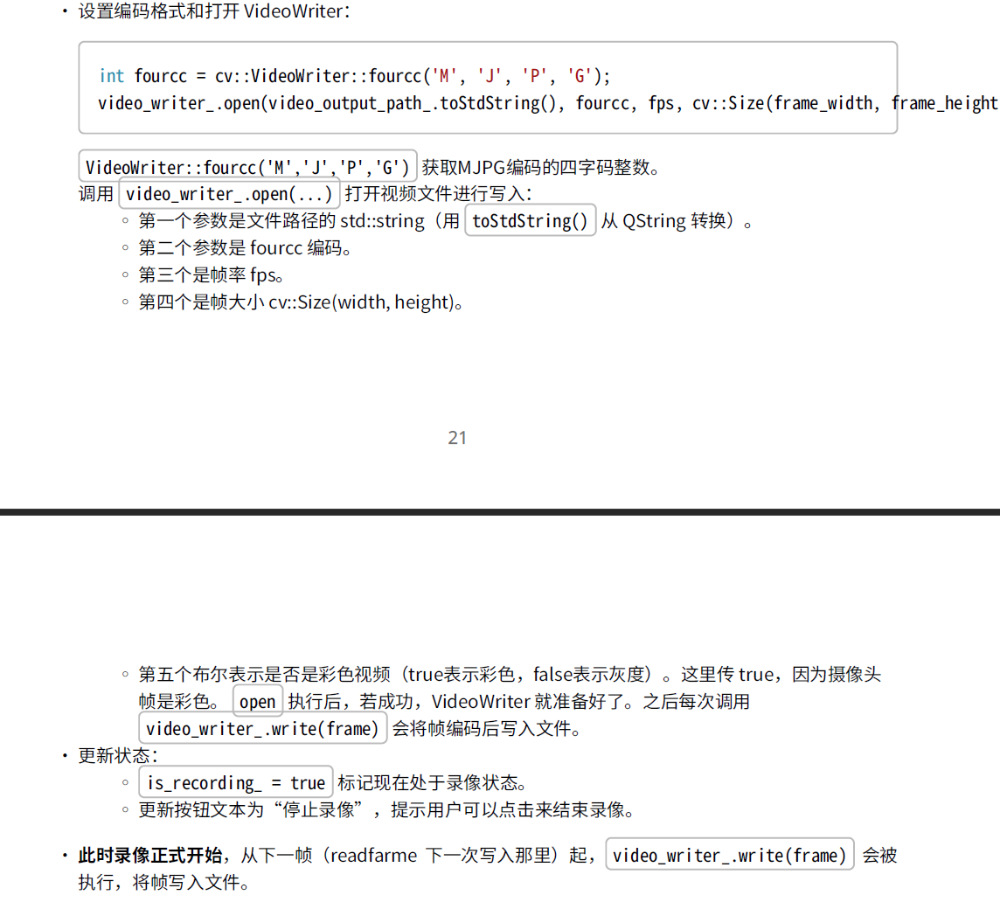 • 设置编码格式和打开 VideoWriter：
int fourcc = cv::VideoWriter::fourcc('M', 'J', 'P', 'G');
video_writer_.open(video_output_path_.toStdString(), fourcc, fps, cv::Size(frame_width, frame_height
VideoWriter::fourcc('M','J','P','G') 获取MJPG编码的四字码整数。
调用 video_writer_.open(...) 打开视频文件进行写入：
◦ 第一个参数是文件路径的 std::string（用 toStdString() 从 QString 转换）。
◦ 第二个参数是 fourcc 编码。
◦ 第三个是帧率 fps。
◦ 第四个是帧大小 cv::Size(width, height)。
21
◦ 第五个布尔表示是否是彩色视频（true表示彩色，false表示灰度）。这里传 true，因为摄像头
帧是彩色。 open 执行后，若成功，VideoWriter 就准备好了。之后每次调用
video_writer_.write(frame) 会将帧编码后写入文件。
• 更新状态：
◦ is_recording_ = true 标记现在处于录像状态。
◦ 更新按钮文本为“停止录像”，提示用户可以点击来结束录像。
• 此时录像正式开始，从下一帧（readfarme 下一次写入那里）起， video_writer_.write(frame) 会被
执行，将帧写入文件。